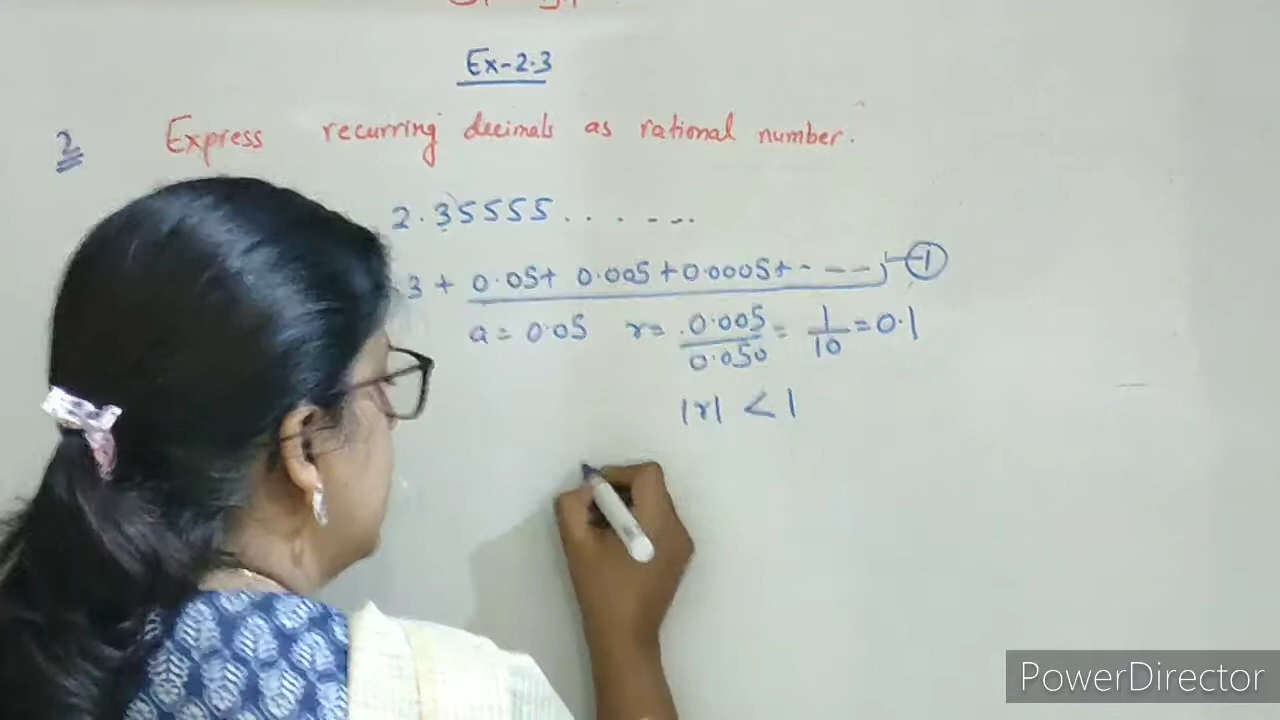 Ex-2.3
2 Express recurring decimals as rational number.
2.35555. . . . - ...
.3 + 0.05+ 0.005 + 0.0005+ - - - - 1
a = 0.05 r = 0.005/0.050 = 1/10 = 0.1
|r| < 1
PowerDirector